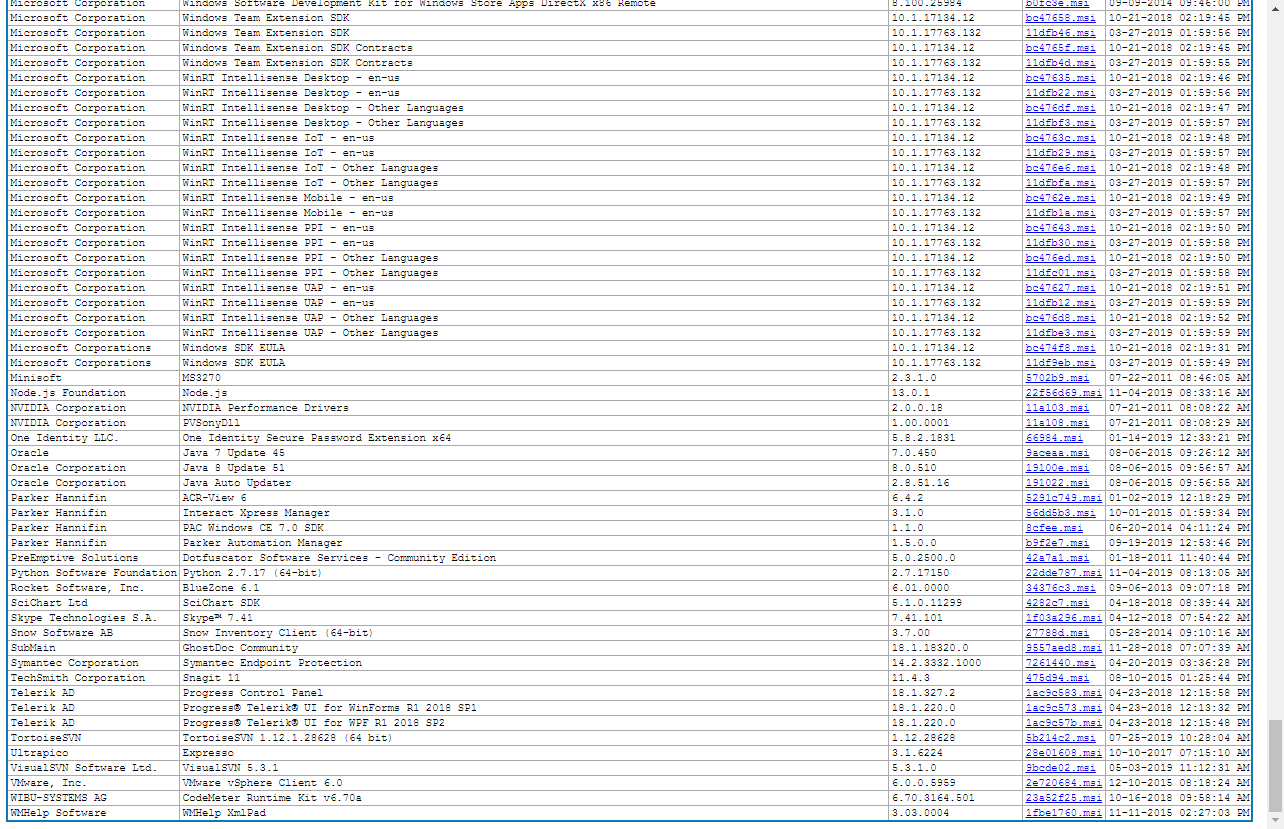 Microsoft Corporation Windows Software Development Kit for Windows Store Apps DirectX x86 Remote 8.100.25984 b0fc3e.msi 09-09-2014 09:46:00 PM
Microsoft Corporation Windows Team Extension SDK 10.1.17134.12 bc47658.msi 10-21-2018 02:19:45 PM
Microsoft Corporation Windows Team Extension SDK 10.1.17763.132 11dfb46.msi 03-27-2019 01:59:56 PM
Microsoft Corporation Windows Team Extension SDK Contracts 10.1.17134.12 bc4765f.msi 10-21-2018 02:19:45 PM
Microsoft Corporation Windows Team Extension SDK Contracts 10.1.17763.132 11dfb4d.msi 03-27-2019 01:59:55 PM
Microsoft Corporation WinRT Intellisense Desktop - en-us 10.1.17134.12 bc47635.msi 10-21-2018 02:19:46 PM
Microsoft Corporation WinRT Intellisense Desktop - en-us 10.1.17763.132 11dfb22.msi 03-27-2019 01:59:56 PM
Microsoft Corporation WinRT Intellisense Desktop - Other Languages 10.1.17134.12 bc476df.msi 10-21-2018 02:19:47 PM
Microsoft Corporation WinRT Intellisense Desktop - Other Languages 10.1.17763.132 11dfbf3.msi 03-27-2019 01:59:57 PM
Microsoft Corporation WinRT Intellisense IoT - en-us 10.1.17134.12 bc4763c.msi 10-21-2018 02:19:48 PM
Microsoft Corporation WinRT Intellisense IoT - en-us 10.1.17763.132 11dfb29.msi 03-27-2019 01:59:57 PM
Microsoft Corporation WinRT Intellisense IoT - Other Languages 10.1.17134.12 bc476e6.msi 10-21-2018 02:19:48 PM
Microsoft Corporation WinRT Intellisense IoT - Other Languages 10.1.17763.132 11dfbfa.msi 03-27-2019 01:59:57 PM
Microsoft Corporation WinRT Intellisense Mobile - en-us 10.1.17134.12 bc4762e.msi 10-21-2018 02:19:49 PM
Microsoft Corporation WinRT Intellisense Mobile - en-us 10.1.17763.132 11dfb1a.msi 03-27-2019 01:59:57 PM
Microsoft Corporation WinRT Intellisense PPI - en-us 10.1.17134.12 bc47643.msi 10-21-2018 02:19:50 PM
Microsoft Corporation WinRT Intellisense PPI - en-us 10.1.17763.132 11dfb30.msi 03-27-2019 01:59:58 PM
Microsoft Corporation WinRT Intellisense PPI - Other Languages 10.1.17134.12 bc476ed.msi 10-21-2018 02:19:50 PM
Microsoft Corporation WinRT Intellisense PPI - Other Languages 10.1.17763.132 11dfc01.msi 03-27-2019 01:59:58 PM
Microsoft Corporation WinRT Intellisense UAP - en-us 10.1.17134.12 bc47627.msi 10-21-2018 02:19:51 PM
Microsoft Corporation WinRT Intellisense UAP - en-us 10.1.17763.132 11dfb12.msi 03-27-2019 01:59:59 PM
Microsoft Corporation WinRT Intellisense UAP - Other Languages 10.1.17134.12 bc476d8.msi 10-21-2018 02:19:52 PM
Microsoft Corporation WinRT Intellisense UAP - Other Languages 10.1.17763.132 11dfbe3.msi 03-27-2019 01:59:59 PM
Microsoft Corporations Windows SDK EULA 10.1.17134.12 bc474f8.msi 10-21-2018 02:19:31 PM
Microsoft Corporations Windows SDK EULA 10.1.17763.132 11df9eb.msi 03-27-2019 01:59:49 PM
Minisoft MS3270 2.3.1.0 5702b9.msi 07-22-2011 08:46:05 AM
Node.js Foundation Node.js 13.0.1 22f56d69.msi 11-04-2019 08:33:16 AM
NVIDIA Corporation NVIDIA Performance Drivers 2.0.0.18 11a103.msi 07-21-2011 08:08:22 AM
NVIDIA Corporation PVSonyDll 1.00.0001 11a108.msi 07-21-2011 08:08:29 AM
One Identity LLC. One Identity Secure Password Extension x64 5.8.2.1831 66984.msi 01-14-2019 12:33:21 PM
Oracle Java 7 Update 45 7.0.450 9aceaa.msi 08-06-2015 09:26:12 AM
Oracle Corporation Java 8 Update 51 8.0.510 19100e.msi 08-06-2015 09:56:57 AM
Oracle Corporation Java Auto Updater 2.8.51.16 191022.msi 08-06-2015 09:56:55 AM
Parker Hannifin ACR-View 6 6.4.2 5291c749.msi 01-02-2019 12:18:29 PM
Parker Hannifin Interact Xpress Manager 3.1.0 56dd5b3.msi 10-01-2015 01:59:34 PM
Parker Hannifin PAC Windows CE 7.0 SDK 1.1.0 8cfee.msi 06-20-2014 04:11:24 PM
Parker Hannifin Parker Automation Manager 1.5.0.0 b9f2e7.msi 09-19-2019 12:53:46 PM
PreEmptive Solutions Dotfuscator Software Services - Community Edition 5.0.2500.0 42a7a1.msi 01-18-2011 11:40:44 PM
Python Software Foundation Python 2.7.17 (64-bit) 2.7.17150 22dde787.msi 11-04-2019 08:13:05 AM
Rocket Software, Inc. BlueZone 6.1 6.01.0000 34376c3.msi 09-06-2013 09:07:18 PM
SciChart Ltd SciChart SDK 5.1.0.11299 4282c7.msi 04-18-2018 08:39:44 AM
Skype Technologies S.A. Skype™ 7.41 7.41.101 1f03a296.msi 04-12-2018 07:54:22 AM
Snow Software AB Snow Inventory Client (64-bit) 3.7.00 27788d.msi 05-28-2014 09:10:16 AM
SubMain GhostDoc Community 18.1.18320.0 9557aed8.msi 11-28-2018 07:07:39 AM
Symantec Corporation Symantec Endpoint Protection 14.2.3332.1000 7261440.msi 04-20-2019 03:36:28 PM
TechSmith Corporation Snagit 11 11.4.3 475d94.msi 08-10-2015 01:25:44 PM
Telerik AD Progress Control Panel 18.1.327.2 1ac9c583.msi 04-23-2018 12:15:58 PM
Telerik AD Progress® Telerik® UI for WinForms R1 2018 SP1 18.1.220.0 1ac9c573.msi 04-23-2018 12:13:32 PM
Telerik AD Progress® Telerik® UI for WPF R1 2018 SP2 18.1.220.0 1ac9c57b.msi 04-23-2018 12:15:48 PM
TortoiseSVN TortoiseSVN 1.12.1.28628 (64 bit) 1.12.28628 5b214c2.msi 07-25-2019 10:28:04 AM
Ultrapico Expresso 3.1.6224 28e01608.msi 10-10-2017 07:15:10 AM
VisualSVN Software Ltd. VisualSVN 5.3.1 5.3.1.0 9bcde02.msi 05-03-2019 11:12:31 AM
VMware, Inc. VMware vSphere Client 6.0 6.0.0.5959 2e720684.msi 12-10-2015 08:18:24 AM
WIBU-SYSTEMS AG CodeMeter Runtime Kit v6.70a 6.70.3164.501 23a52f25.msi 10-16-2018 09:58:14 AM
WMHelp Software WMHelp XmlPad 3.03.0004 1fbe1760.msi 11-11-2015 02:27:03 PM